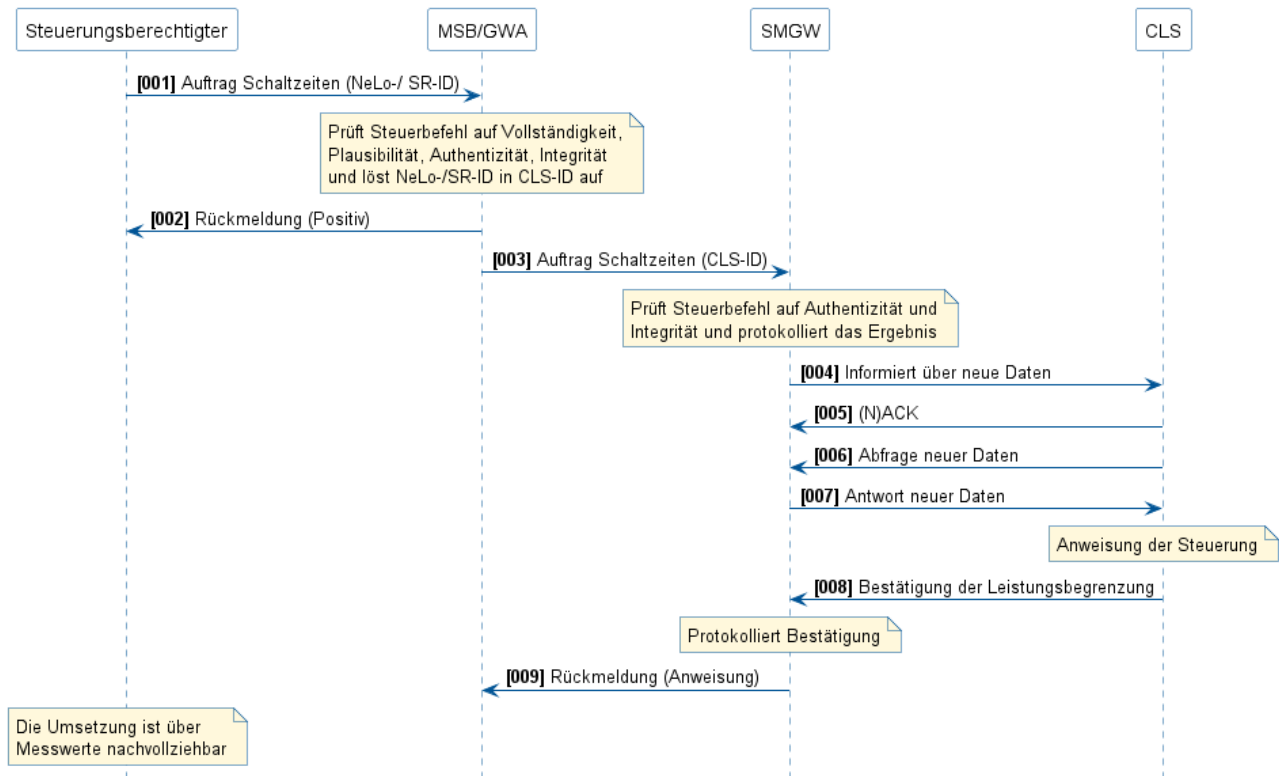 Steuerungsberechtigter
MSB/GWA
SMGW
CLS
[001] Auftrag Schaltzeiten (NeLo-/ SR-ID)
Prüft Steuerbefehl auf Vollständigkeit,
Plausibilität, Authentizität, Integrität
und löst NeLo-/SR-ID in CLS-ID auf
[002] Rückmeldung (Positiv)
[003] Auftrag Schaltzeiten (CLS-ID)
Prüft Steuerbefehl auf Authentizität und
Integrität und protokolliert das Ergebnis
[004] Informiert über neue Daten
[005] (N)ACK
[006] Abfrage neuer Daten
[007] Antwort neuer Daten
Anweisung der Steuerung
[008] Bestätigung der Leistungsbegrenzung
Protokolliert Bestätigung
[009] Rückmeldung (Anweisung)
Die Umsetzung ist über
Messwerte nachvollziehbar